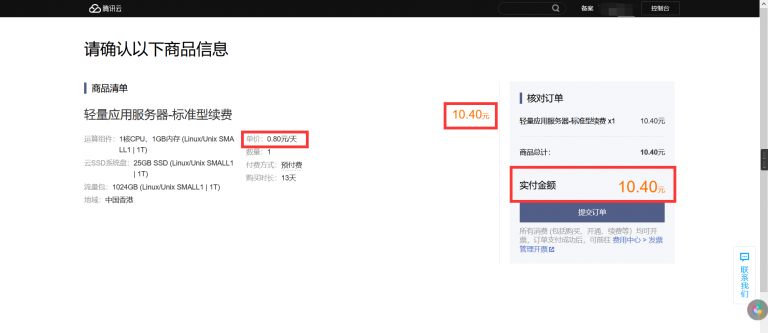 腾讯云
备案
控制台
请确认以下商品信息
商品清单
轻量应用服务器-标准型续费
10.40元
运算组件：1核CPU，1GB内存 (Linux/Unix SMA
LL1 | 1T)
云SSD系统盘：25GB SSD (Linux/Unix SMALL1
| 1T)
流量包：1024GB (Linux/Unix SMALL1 | 1T)
地域：中国香港
单价：0.80元/天
数量：1
付费方式：预付费
购买时长：13天
核对订单
轻量应用服务器-标准型续费 x1 10.40元
商品总计： 10.40元
实付金额 10.40元
提交订单
所有消费 (包括购买、开通、续费等）均可开
票，订单支付成功后，可前往 费用中心 > 发票
管理开票
联系我们